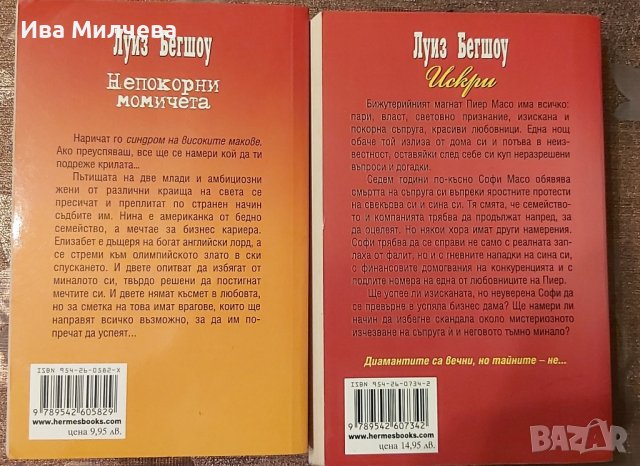 Ива Милчева
Луиз Бегшоу
Непокорни
момичета
Наричат го синдром на високите макове.
Ако преуспяваш, все ще се намери кой да ти
подреже крилата...
Пътищата на две млади и амбициозни
жени от различни краища на света се
пресичат и преплитат по странен начин
съдбите им. Нина е американка от бедно
семейство, а мечтае за бизнес кариера.
Елизабет е дъщеря на богат английски лорд, а
се стреми към олимпийското злато в ски
спускането. И двете опитват да избягат от
миналото си, твърдо решени да постигнат
мечтите си. И двете нямат късмет в любовта,
но за сметка на това имат врагове, които ще
направят всичко възможно, за да им по-
пречат да успеят...
ISBN 954-26-0582-X
9 789542 605829
www.hermesbooks.com
цена 9,95 лв.
Луиз Бегшоу
Искри
Бижутерийният магнат Пиер Масо има всичко:
пари, власт, световно признание, изискана и
покорна съпруга, красиви любовници. Една нощ
обаче той излиза от дома си и потъва в неиз-
вестност, оставяйки след себе си куп неразрешени
въпроси и догадки.
Седем години по-късно Софи Масо обявява
смъртта на съпруга си въпреки яростните протести
на свекърва си и сина си. Тя смята, че семейство-
то и компанията трябва да продължат напред, за
да оцелеят. Но някои хора имат други намерения.
Софи трябва да се справи не само с реалната зап-
лаха от фалит, но и с гневните нападки на сина си,
с финансовите домогвания на конкуренцията и с
подлите номера на една от любовниците на Пиер.
Ще успее ли изисканата, но неуверена Софи да
се превърне в успяла бизнес дама? Има ли някакъв
начин да избегне скандала около мистериозното
изчезване на съпруга ѝ и неговото тъмно минало?
Диамантите са вечни, но тайните – не...
ISBN 954-26-0734-2
9 789542 607342
www.hermesbooks.com
цена 14,95 лв.
BAZAR